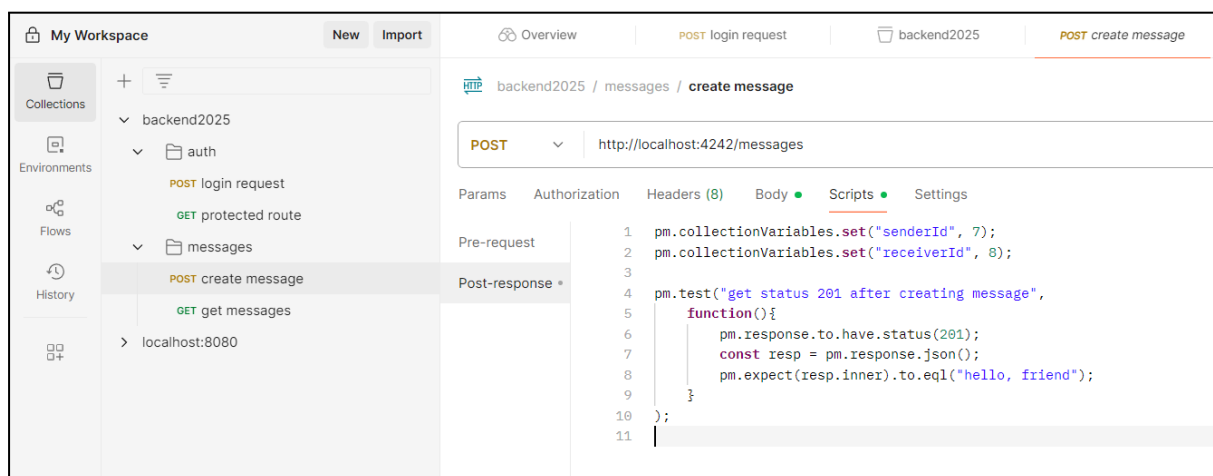 My Workspace
New Import
Overview
POST login request
backend2025
POST create message
Collections
Environments
Flows
History
backend2025
auth
POST login request
GET protected route
messages
POST create message
GET get messages
localhost:8080
HTTP backend2025 / messages / create message
POST http://localhost:4242/messages
Params Authorization Headers (8) Body Scripts Settings
Pre-request
Post-response
1 pm.collectionVariables.set("senderId", 7);
2 pm.collectionVariables.set("receiverId", 8);
3
4 pm.test("get status 201 after creating message",
5 function(){
6 pm.response.to.have.status(201);
7 const resp = pm.response.json();
8 pm.expect(resp.inner).to.eql("hello, friend");
9 }
10 );
11